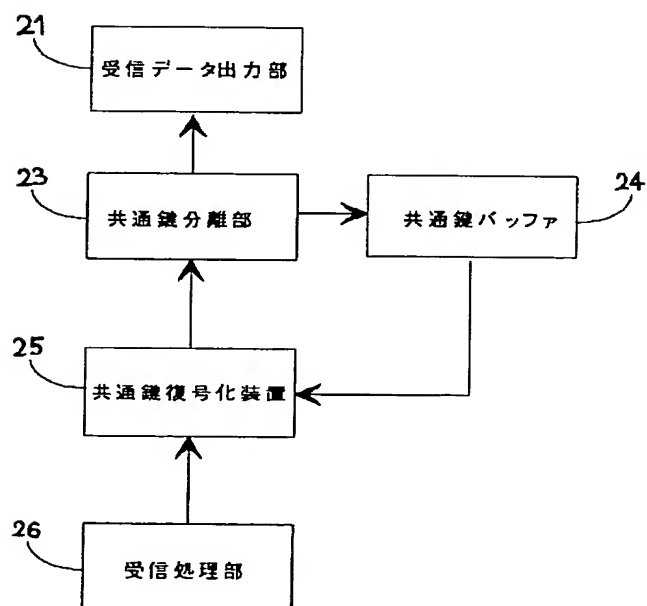 21
受信データ出力部
23
共通鍵分離部
24
共通鍵バッファ
25
共通鍵復号化装置
26
受信処理部